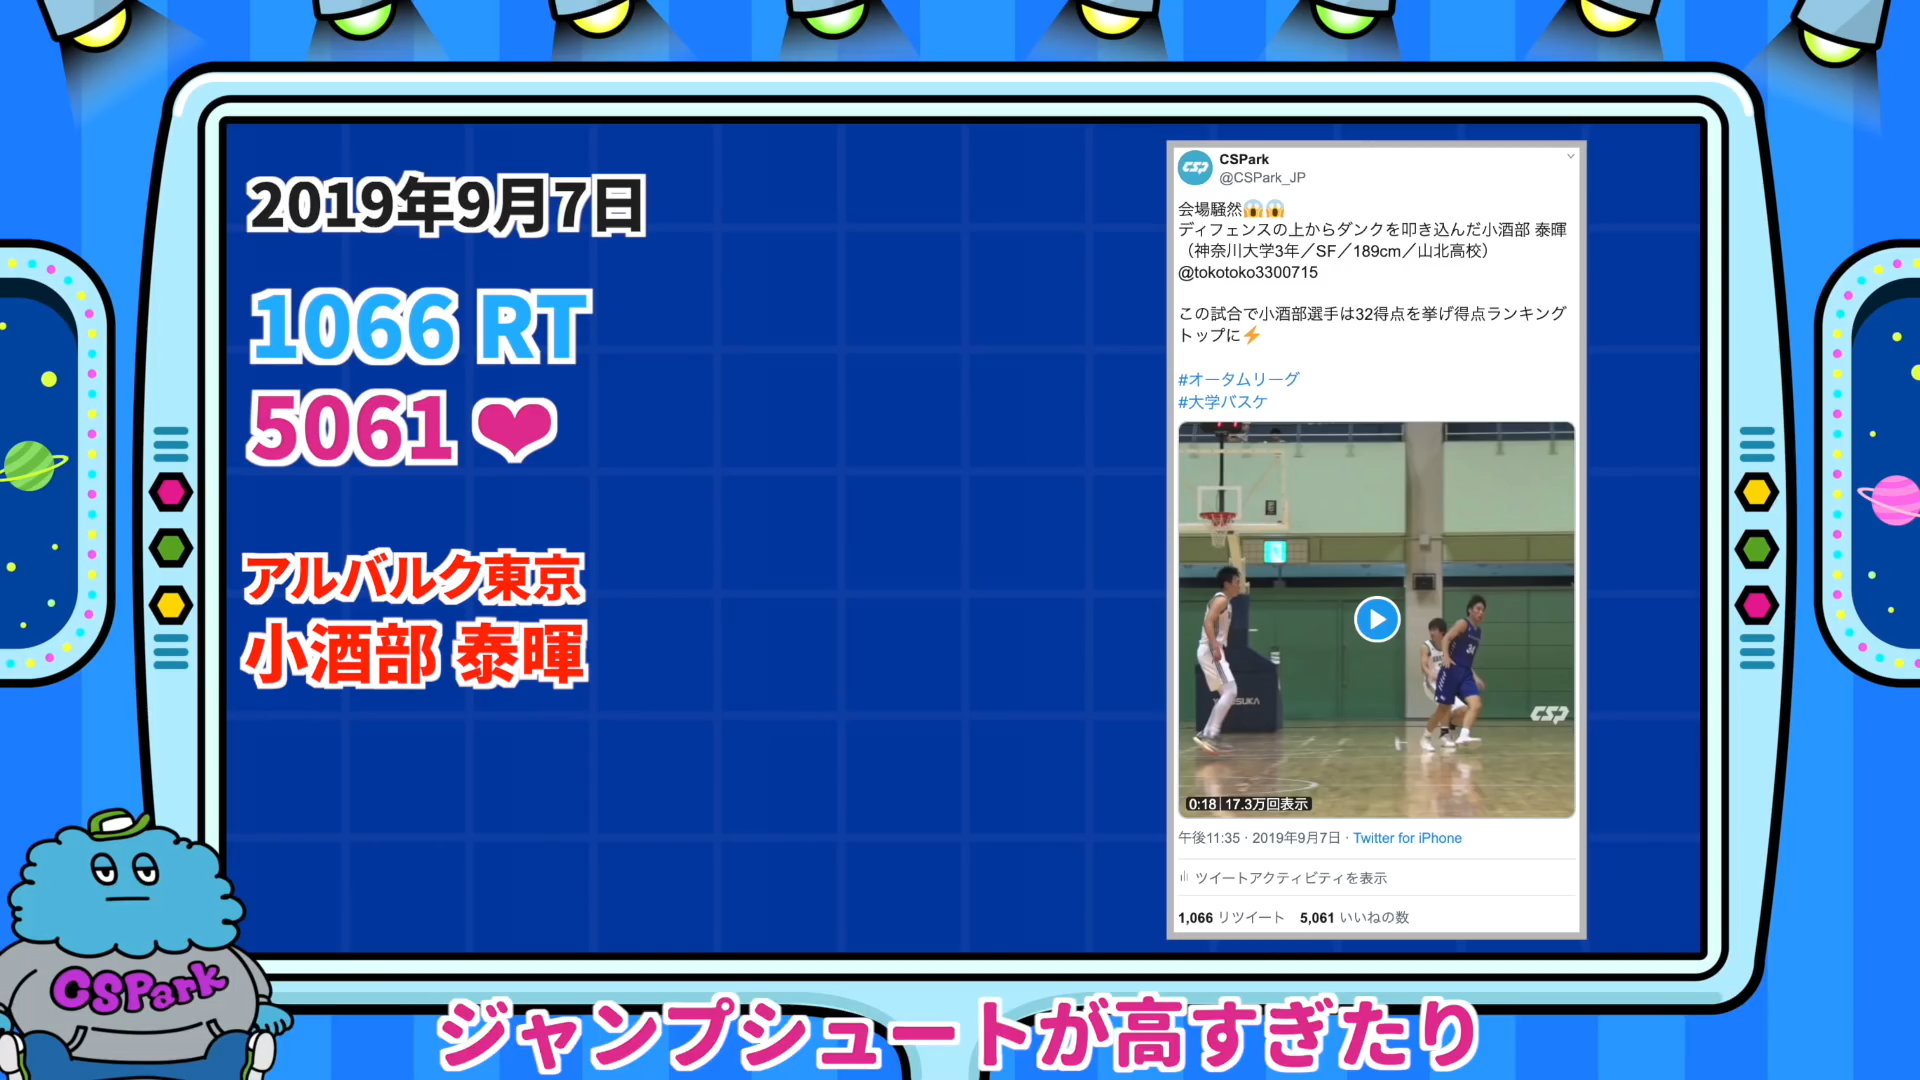 2019年9月7日
1066 RT
5061 ❤
アルバルク東京
小酒部 泰暉
CSP
CSPark
@CSPark_JP
会場騒然😱😱
ディフェンスの上からダンクを叩き込んだ小酒部 泰暉
（神奈川大学3年／SF／189cm／山北高校）
@tokotoko3300715
この試合で小酒部選手は32得点を挙げ得点ランキング
トップに⚡
#オータムリーグ
#大学バスケ
34
CSP
0:18 17.3万回表示
午後11:35 · 2019年9月7日 · Twitter for iPhone
ツイートアクティビティを表示
1,066 リツイート 5,061 いいねの数
CSPark
ジャンプシュートが高すぎたり